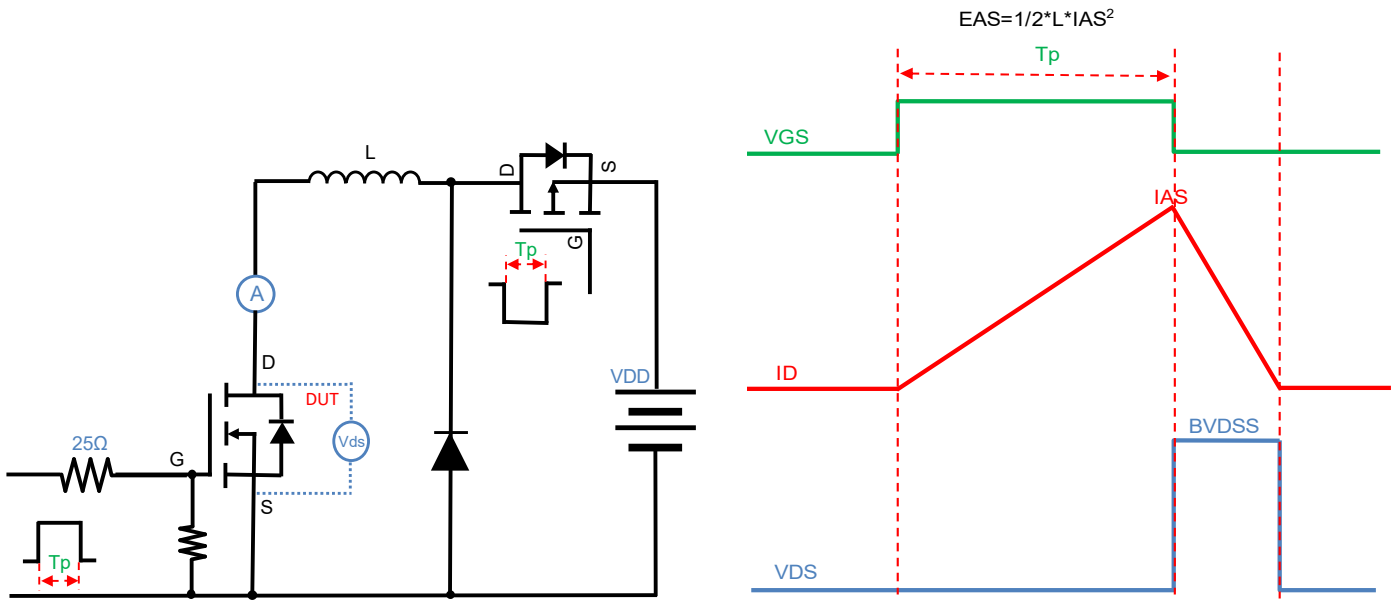 EAS=1/2*L*IAS²
Tp
VGS
IAS
ID
BVDSS
VDS
L
D
S
G
Tp
A
D
VDD
DUT
Vds
25Ω
G
S
Tp